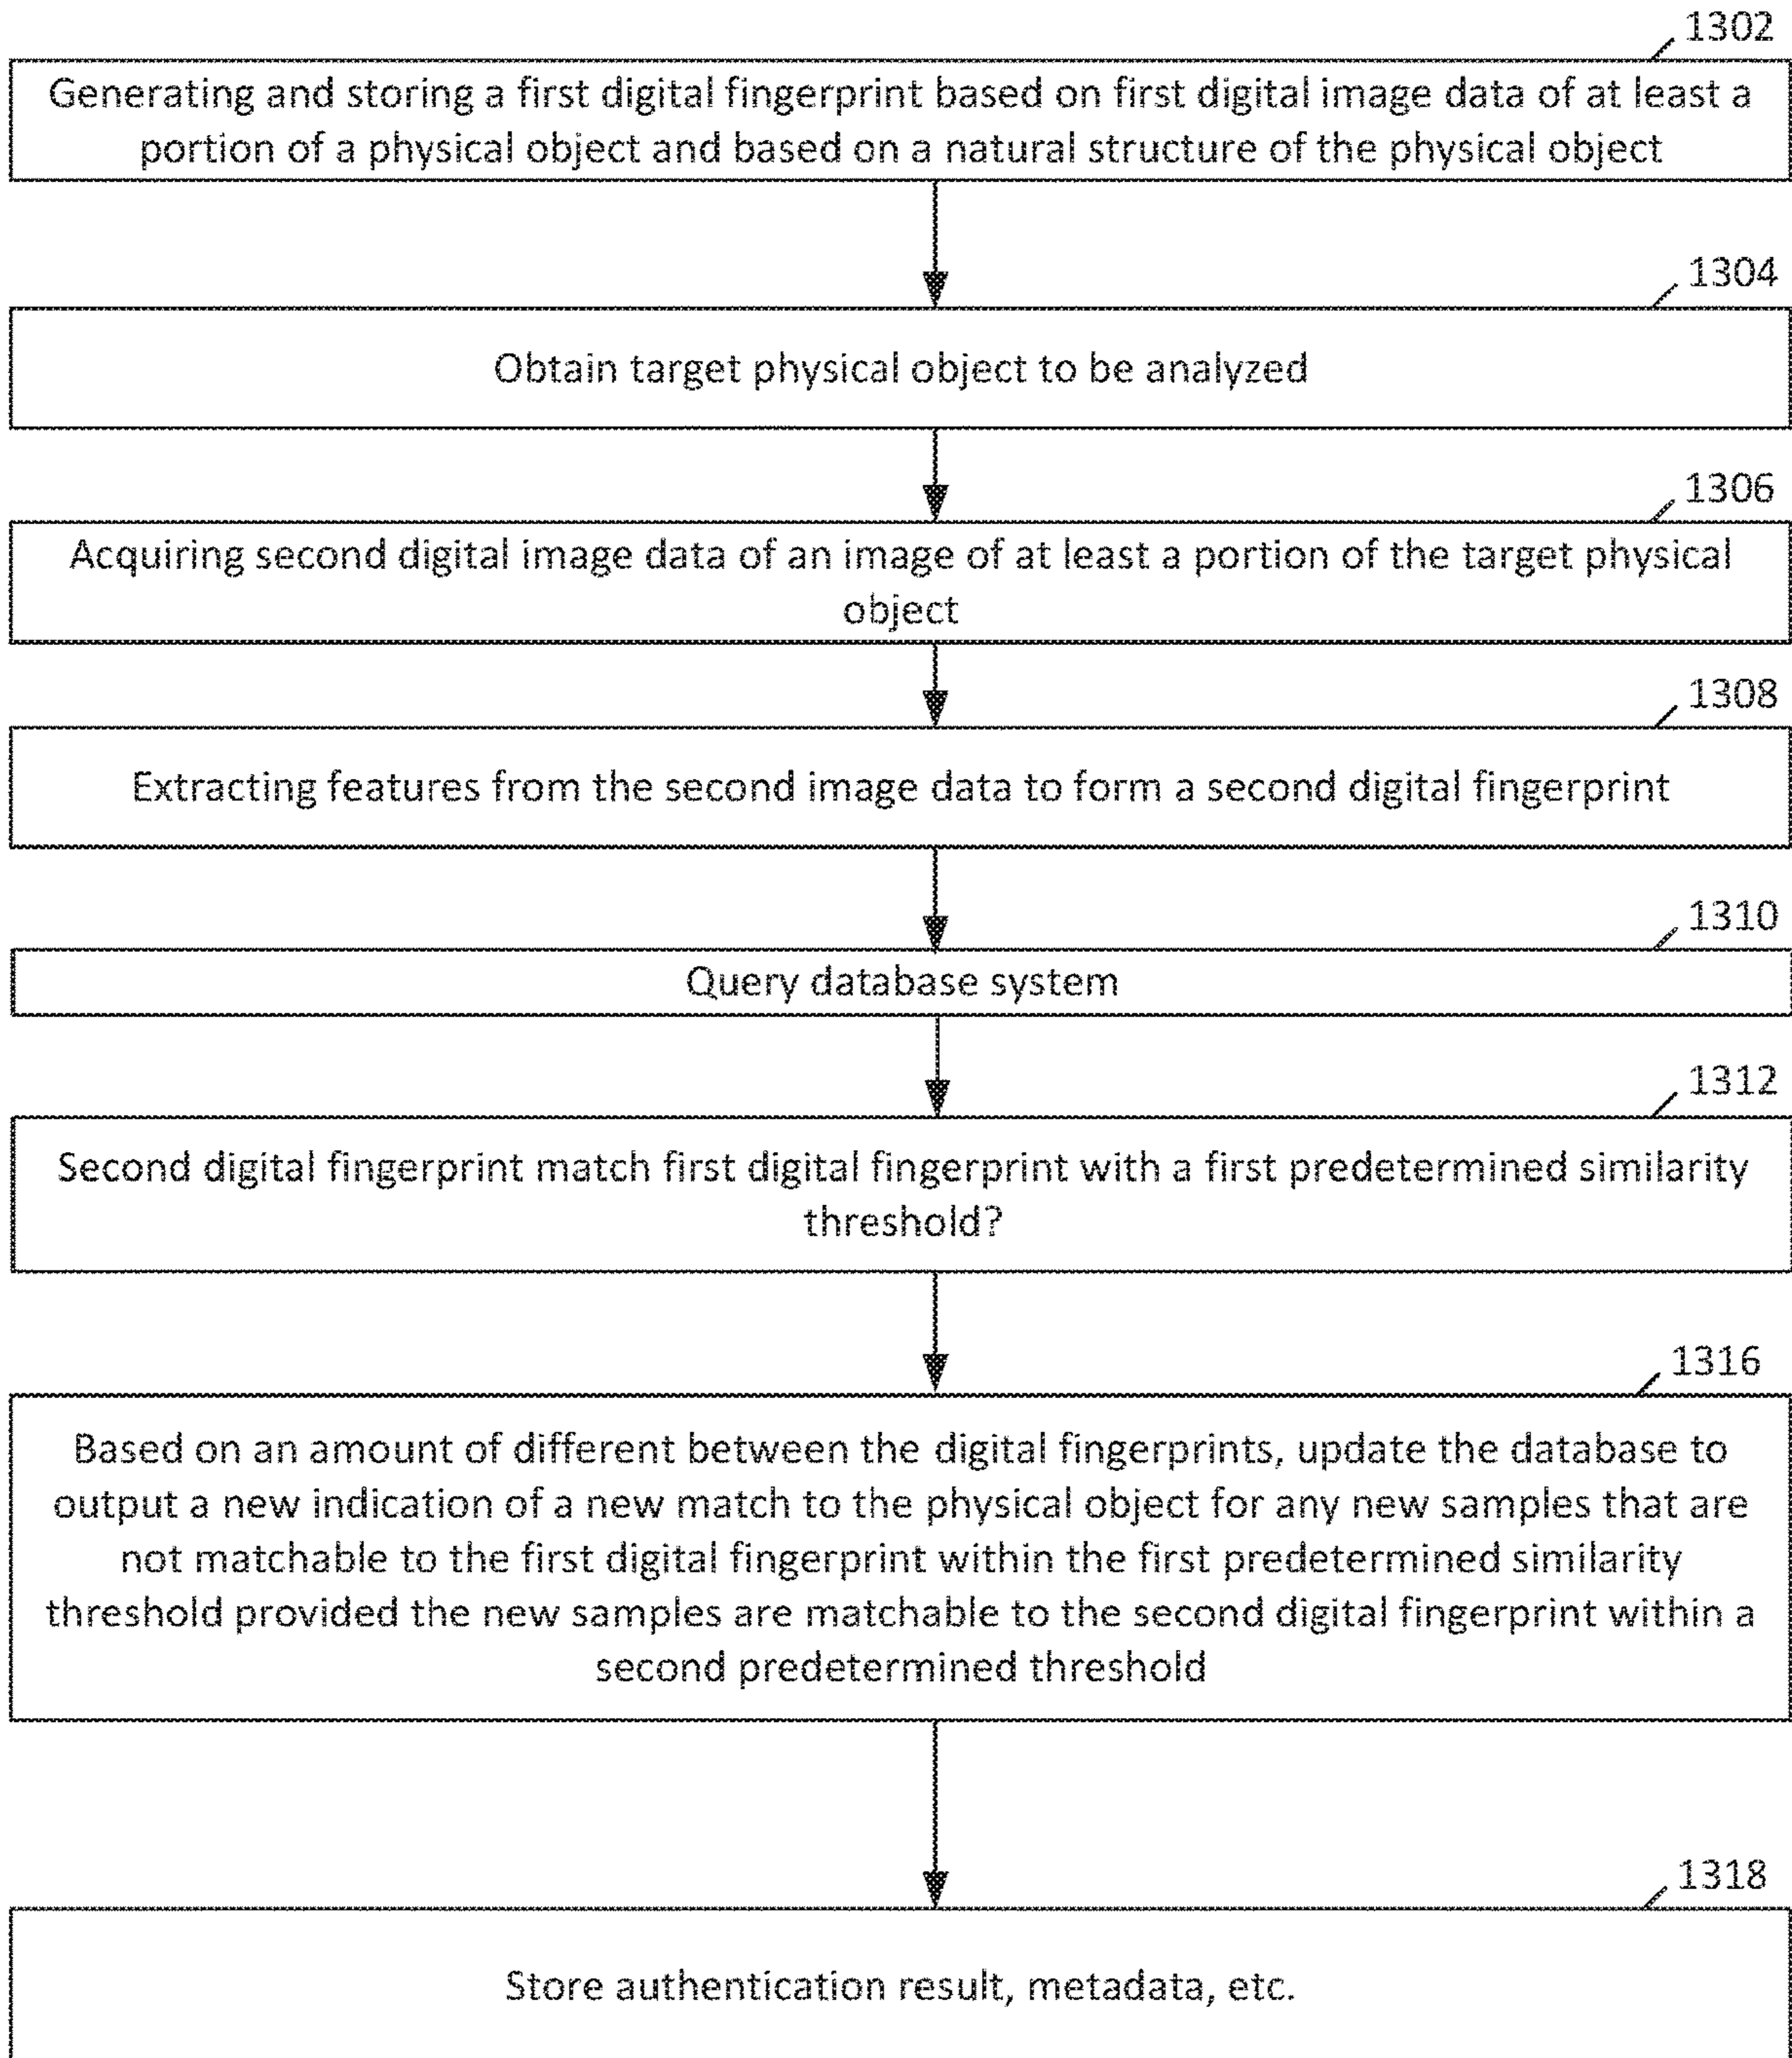 1302
Generating and storing a first digital fingerprint based on first digital image data of at least a
portion of a physical object and based on a natural structure of the physical object
1304
Obtain target physical object to be analyzed
1306
Acquiring second digital image data of an image of at least a portion of the target physical
object
1308
Extracting features from the second image data to form a second digital fingerprint
1310
Query database system
1312
Second digital fingerprint match first digital fingerprint with a first predetermined similarity
threshold?
1316
Based on an amount of different between the digital fingerprints, update the database to
output a new indication of a new match to the physical object for any new samples that are
not matchable to the first digital fingerprint within the first predetermined similarity
threshold provided the new samples are matchable to the second digital fingerprint within a
second predetermined threshold
1318
Store authentication result, metadata, etc.